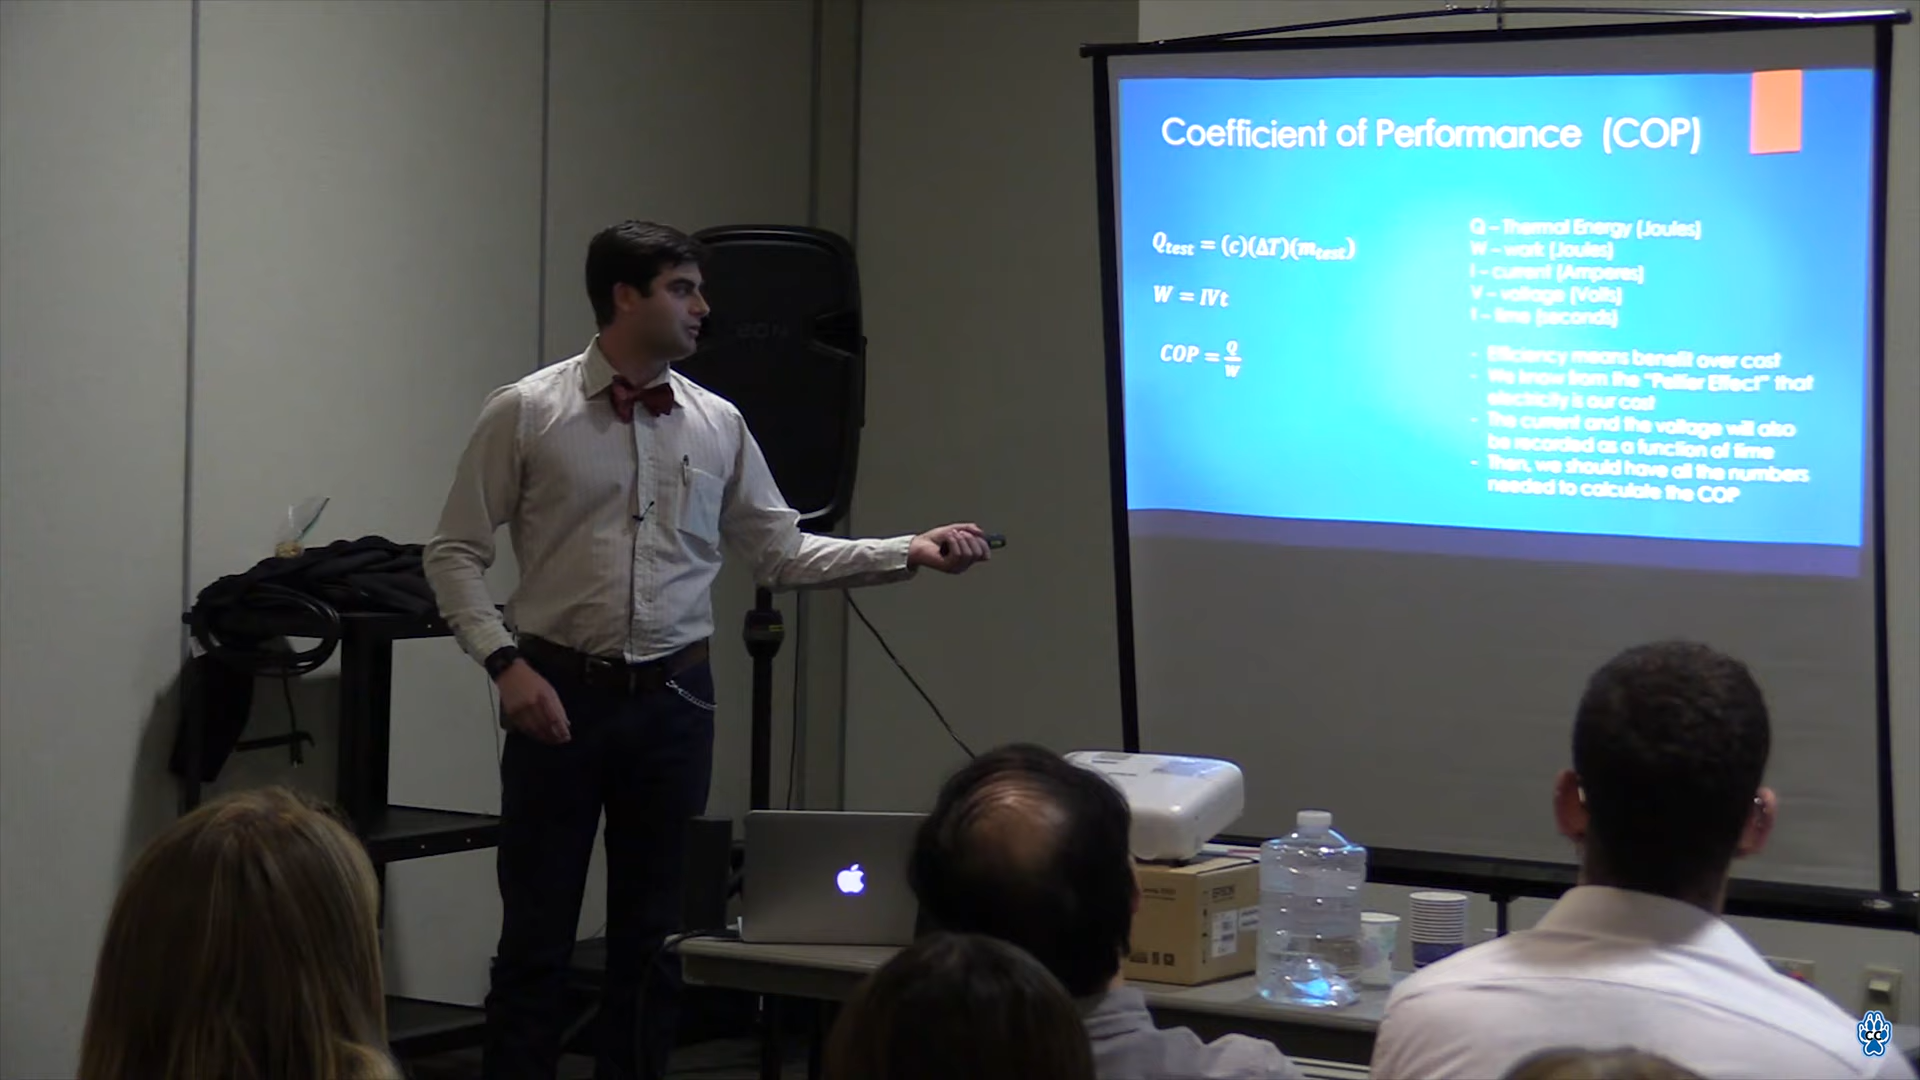 Coefficient of Performance (COP)
Q_test = (c)(ΔT)(m_test)
W = IVt
COP = Q/W
Q – Thermal Energy (Joules)
W – work (Joules)
I – current (Amperes)
V – voltage (Volts)
t – time (seconds)
- Efficiency means benefit over cost
- We know from the "Peltier Effect" that
electricity is our cost
- The current and the voltage will also
be recorded as a function of time
- Then, we should have all the numbers
needed to calculate the COP
EPSON
CC